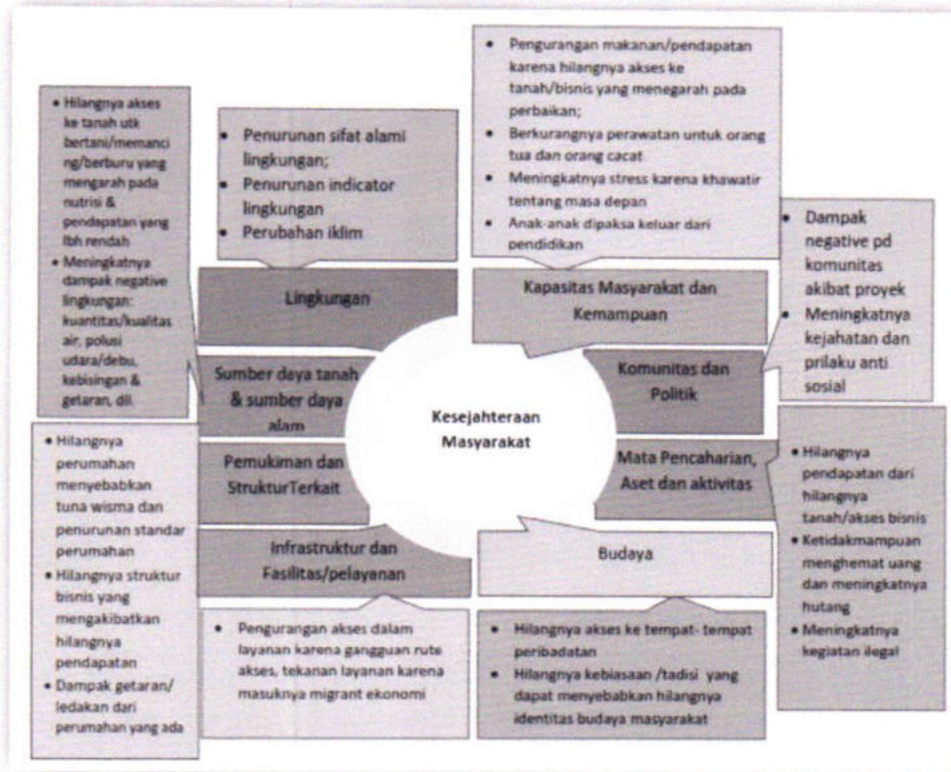 • Pengurangan makanan/pendapatan
karena hilangnya akses ke
tanah/bisnis yang menegarah pada
perbaikan;
• Berkurangnya perawatan untuk orang
tua dan orang cacat
• Meningkatnya stress karena khawatir
tentang masa depan
• Anak-anak dipaksa keluar dari
pendidikan
• Hilangnya akses
ke tanah utk
bertani/memanci
ng/berburu yang
mengarah pada
nutrisi &
pendapatan yang
lbh rendah
• Meningkatnya
dampak negative
lingkungan:
kuantitas/kualitas
air, polusi
udara/debu,
kebisingan &
getaran, dll.
• Penurunan sifat alami
lingkungan;
• Penurunan indicator
lingkungan
• Perubahan iklim
• Dampak
negative pd
komunitas
akibat proyek
• Meningkatnya
kejahatan dan
prilaku anti
sosial
Lingkungan
Kapasitas Masyarakat dan
Kemampuan
Sumber daya tanah
& sumber daya
alam
Komunitas dan
Politik
Kesejahteraan
Masyarakat
Pemukiman dan
StrukturTerkait
Mata Pencaharian,
Aset dan aktivitas
Infrastruktur dan
Fasilitas/pelayanan
Budaya
• Hilangnya
perumahan
menyebabkan
tuna wisma dan
penurunan standar
perumahan
• Hilangnya struktur
bisnis yang
mengakibatkan
hilangnya
pendapatan
• Dampak getaran/
ledakan dari
perumahan yang ada
• Hilangnya
pendapatan dari
hilangnya
tanah/akses bisnis
• Ketidakmampuan
menghemat uang
dan meningkatnya
hutang
• Meningkatnya
kegiatan ilegal
• Pengurangan akses dalam
layanan karena gangguan rute
akses, tekanan layanan karena
masuknya migrant ekonomi
• Hilangnya akses ke tempat- tempat
peribadatan
• Hilangnya kebiasaan /tadisi yang
dapat menyebabkan hilangnya
identitas budaya masyarakat